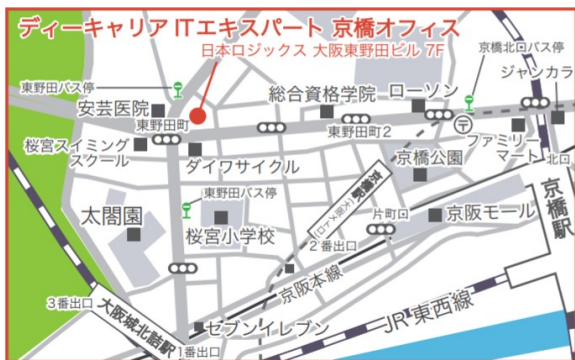 ディーキャリア ITエキスパート 京橋オフィス
日本ロジックス 大阪東野田ビル 7F
京橋北口バス停
ジャンカラ
東野田バス停
安芸医院
総合資格学院
ローソン
東野田町
東野田町2
桜宮スイミング
スクール
ダイワサイクル
京橋公園
ファミリー
マート
北口
東野田バス停
京橋駅
(大阪メトロ)
京橋駅
太閤園
桜宮小学校
片町口
京阪モール
2番出口
京阪本線
3番出口
大阪城北詰駅
セブンイレブン
JR東西線
1番出口